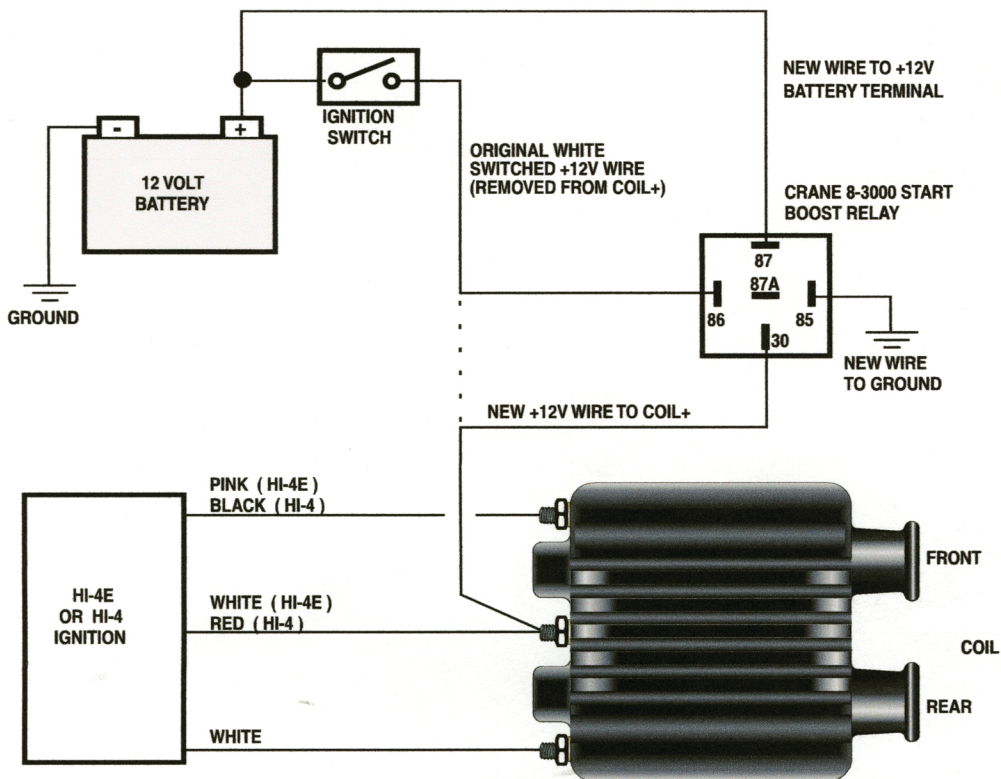 NEW WIRE TO +12V
BATTERY TERMINAL
IGNITION
SWITCH
-
+
12 VOLT
BATTERY
ORIGINAL WHITE
SWITCHED +12V WIRE
(REMOVED FROM COIL+)
CRANE 8-3000 START
BOOST RELAY
87
87A
86
85
30
GROUND
NEW WIRE
TO GROUND
NEW +12V WIRE TO COIL+
PINK ( HI-4E )
BLACK ( HI-4 )
HI-4E
OR HI-4
IGNITION
WHITE ( HI-4E )
RED ( HI-4 )
WHITE
FRONT
COIL
REAR